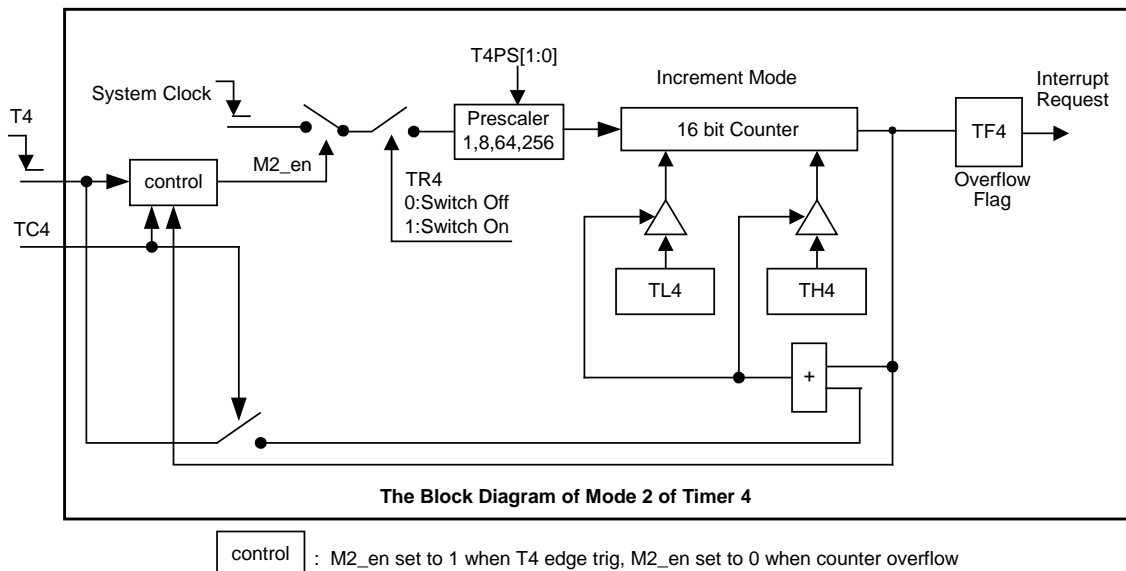 T4PS[1:0]
Increment Mode
Interrupt
Request
System Clock
T4
Prescaler
1,8,64,256
16 bit Counter
TF4
Overflow
Flag
control
M2_en
TR4
0:Switch Off
1:Switch On
TC4
TL4
TH4
+
The Block Diagram of Mode 2 of Timer 4
control : M2_en set to 1 when T4 edge trig, M2_en set to 0 when counter overflow